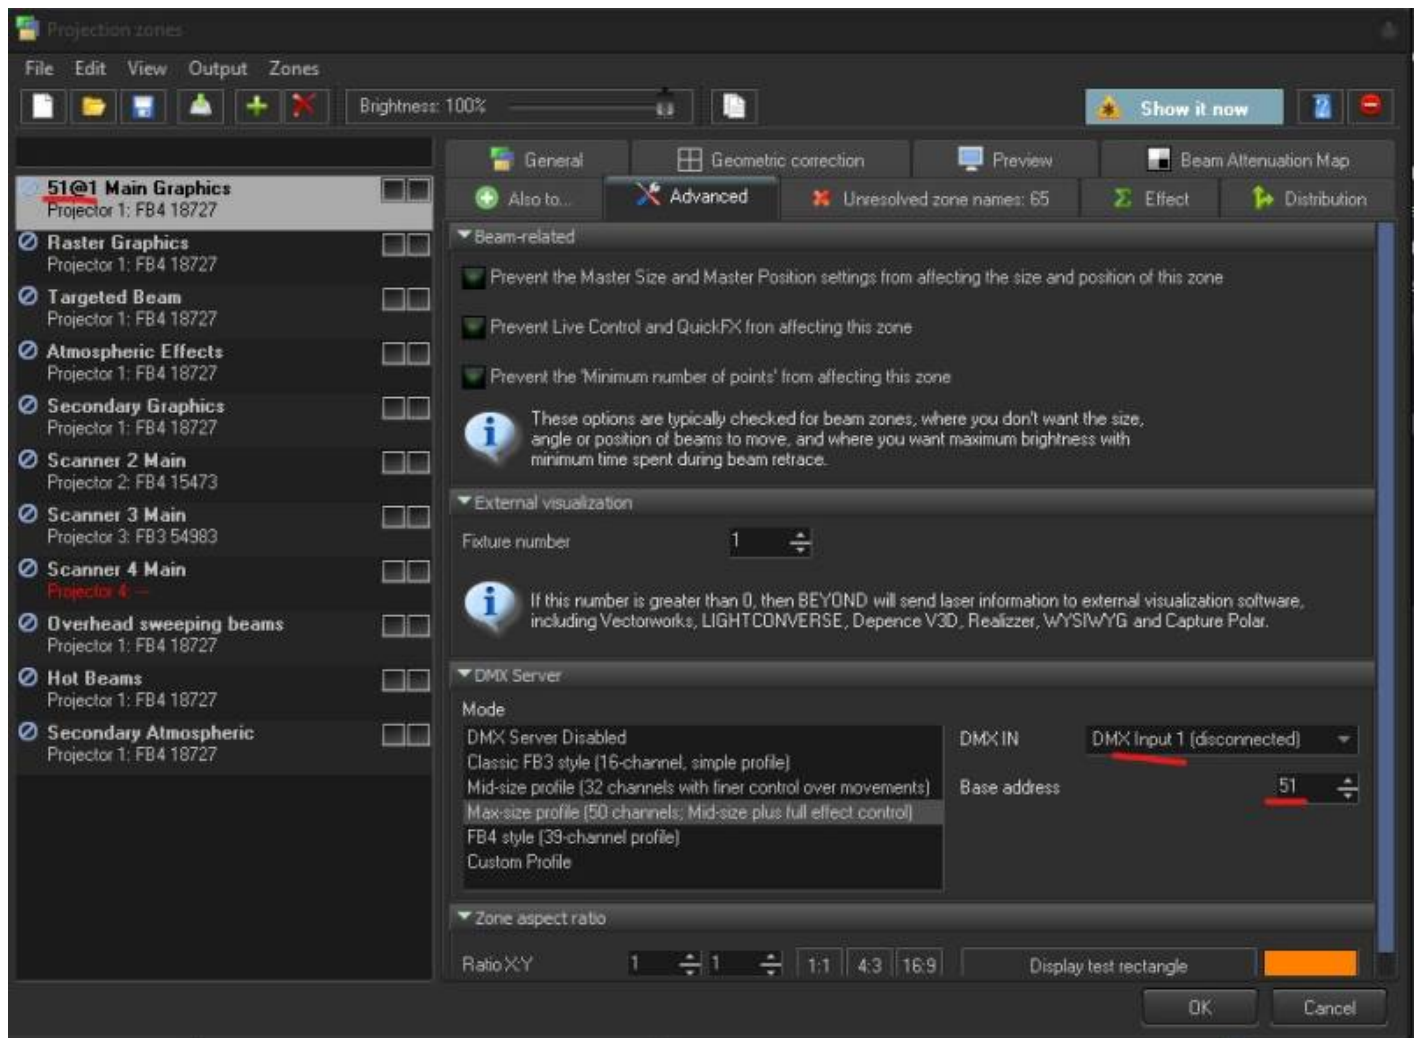 Projection zones
File Edit View Output Zones
Brightness: 100%
Show it now
General Geometric correction Preview Beam Attenuation Map
Also to... Advanced Unresolved zone names: 65 Effect Distribution
51@1 Main Graphics
Projector 1: FB4 18727
Raster Graphics
Projector 1: FB4 18727
Targeted Beam
Projector 1: FB4 18727
Atmospheric Effects
Projector 1: FB4 18727
Secondary Graphics
Projector 1: FB4 18727
Scanner 2 Main
Projector 2: FB4 15473
Scanner 3 Main
Projector 3: FB3 54983
Scanner 4 Main
Projector 4: --
Overhead sweeping beams
Projector 1: FB4 18727
Hot Beams
Projector 1: FB4 18727
Secondary Atmospheric
Projector 1: FB4 18727
Beam-related
Prevent the Master Size and Master Position settings from affecting the size and position of this zone
Prevent Live Control and QuickFX fron affecting this zone
Prevent the 'Minimum number of points' from affecting this zone
These options are typically checked for beam zones, where you don't want the size,
angle or position of beams to move, and where you want maximum brightness with
minimum time spent during beam retrace.
External visualization
Fixture number 1
If this number is greater than 0, then BEYOND will send laser information to external visualization software,
including Vectorworks, LIGHTCONVERSE, Depence V3D, Realizzer, WYSIWYG and Capture Polar.
DMX Server
Mode
DMX Server Disabled
Classic FB3 style (16-channel, simple profile)
Mid-size profile (32 channels with finer control over movements)
Max-size profile (50 channels; Mid-size plus full effect control)
FB4 style (39-channel profile)
Custom Profile
DMX IN DMX Input 1 (disconnected)
Base address 51
Zone aspect ratio
Ratio X:Y 1 1 1:1 4:3 16:9 Display test rectangle
OK Cancel